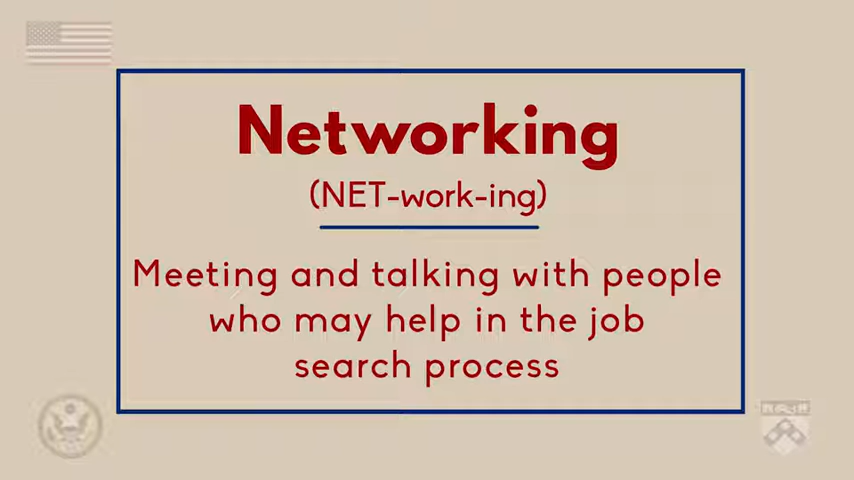 Networking
(NET-work-ing)
Meeting and talking with people
who may help in the job
search process